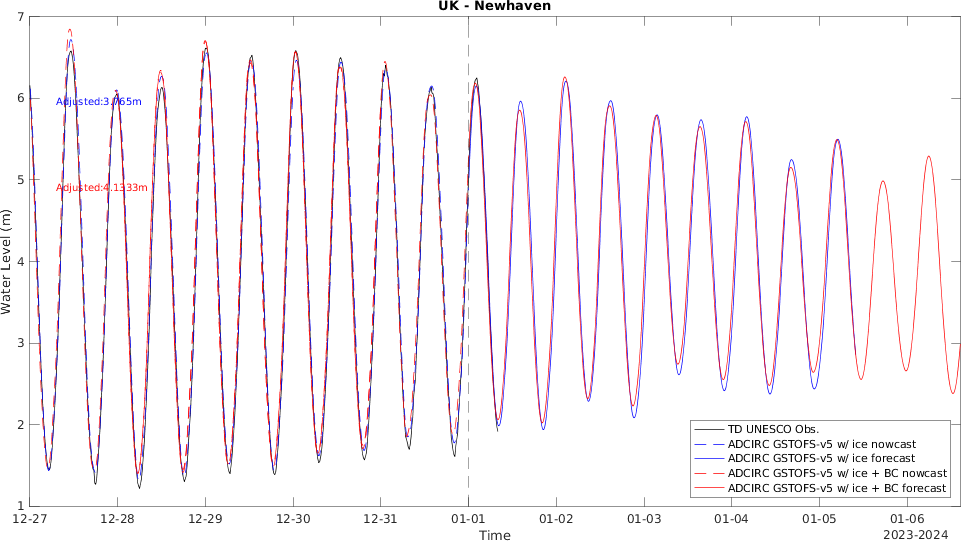 UK - Newhaven
7
6
5
4
3
2
1
Water Level (m)
Adjusted:3.765m
Adjusted:4.1333m
TD UNESCO Obs.
ADCIRC GSTOFS-v5 w/ ice nowcast
ADCIRC GSTOFS-v5 w/ ice forecast
ADCIRC GSTOFS-v5 w/ ice + BC nowcast
ADCIRC GSTOFS-v5 w/ ice + BC forecast
12-27 12-28 12-29 12-30 12-31 01-01 01-02 01-03 01-04 01-05 01-06
Time
2023-2024